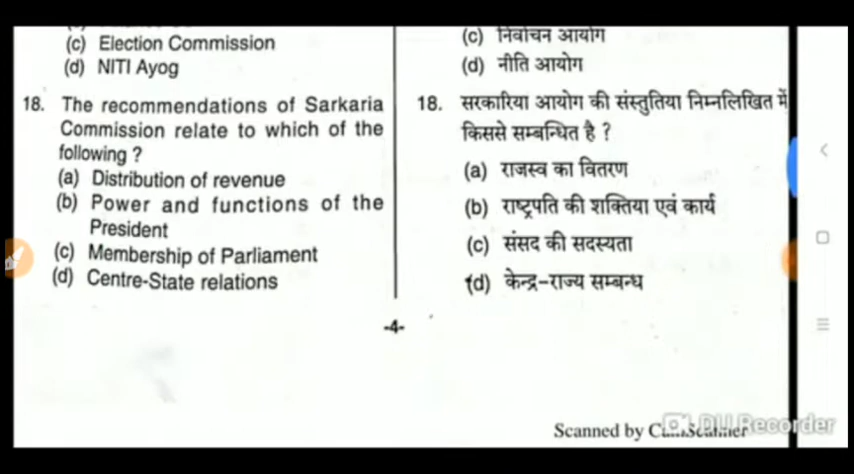 (c) Election Commission
(d) NITI Ayog
18. The recommendations of Sarkaria
Commission relate to which of the
following ?
(a) Distribution of revenue
(b) Power and functions of the
President
(c) Membership of Parliament
(d) Centre-State relations
(c) निर्वाचन आयोग
(d) नीति आयोग
18. सरकारिया आयोग की संस्तुतिया निम्नलिखित में
किससे सम्बन्धित है ?
(a) राजस्व का वितरण
(b) राष्ट्रपति की शक्तिया एवं कार्य
(c) संसद की सदस्यता
(d) केन्द्र-राज्य सम्बन्ध
-4-
Scanned by
DU Recorder